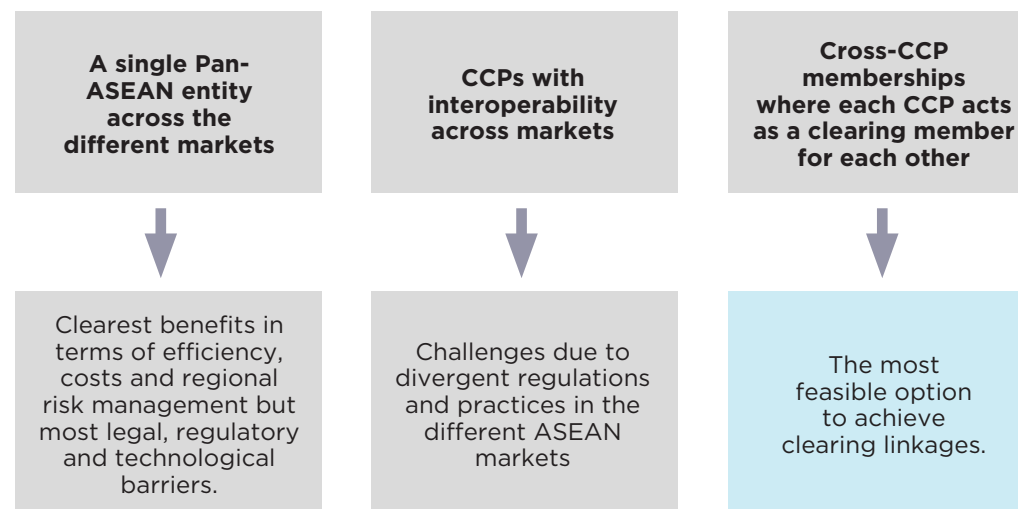 A single Pan-
ASEAN entity
across the
different markets
CCPs with
interoperability
across markets
Cross-CCP
memberships
where each CCP acts
as a clearing member
for each other
Clearest benefits in
terms of efficiency,
costs and regional
risk management but
most legal, regulatory
and technological
barriers.
Challenges due to
divergent regulations
and practices in the
different ASEAN
markets
The most
feasible option
to achieve
clearing linkages.